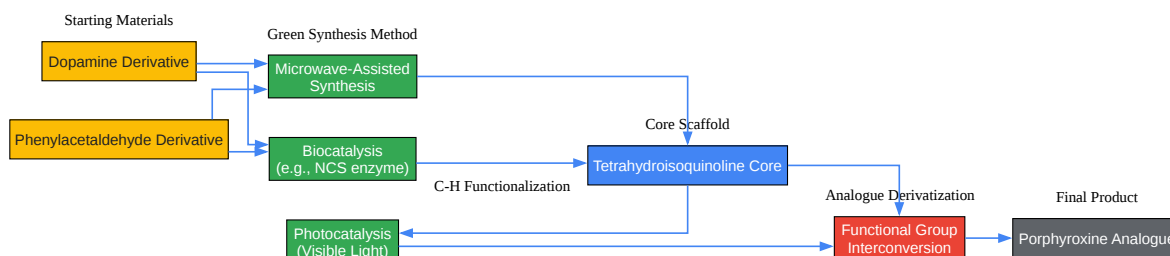 Starting Materials
Dopamine Derivative
Phenylacetaldehyde Derivative
Green Synthesis Method
Microwave-Assisted
Synthesis
Biocatalysis
(e.g., NCS enzyme)
C-H Functionalization
Photocatalysis
(Visible Light)
Core Scaffold
Tetrahydroisoquinoline Core
Analogue Derivatization
Functional Group
Interconversion
Final Product
Porphyroxine Analogue